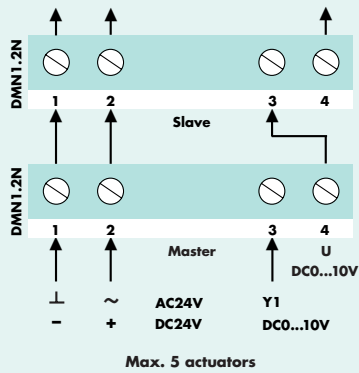 DMN1.2N
1 2 3 4
Slave
DMN1.2N
1 2 3 4
Master U
DC0...10V
⊥ ~ AC24V Y1
– + DC24V DC0...10V
Max. 5 actuators